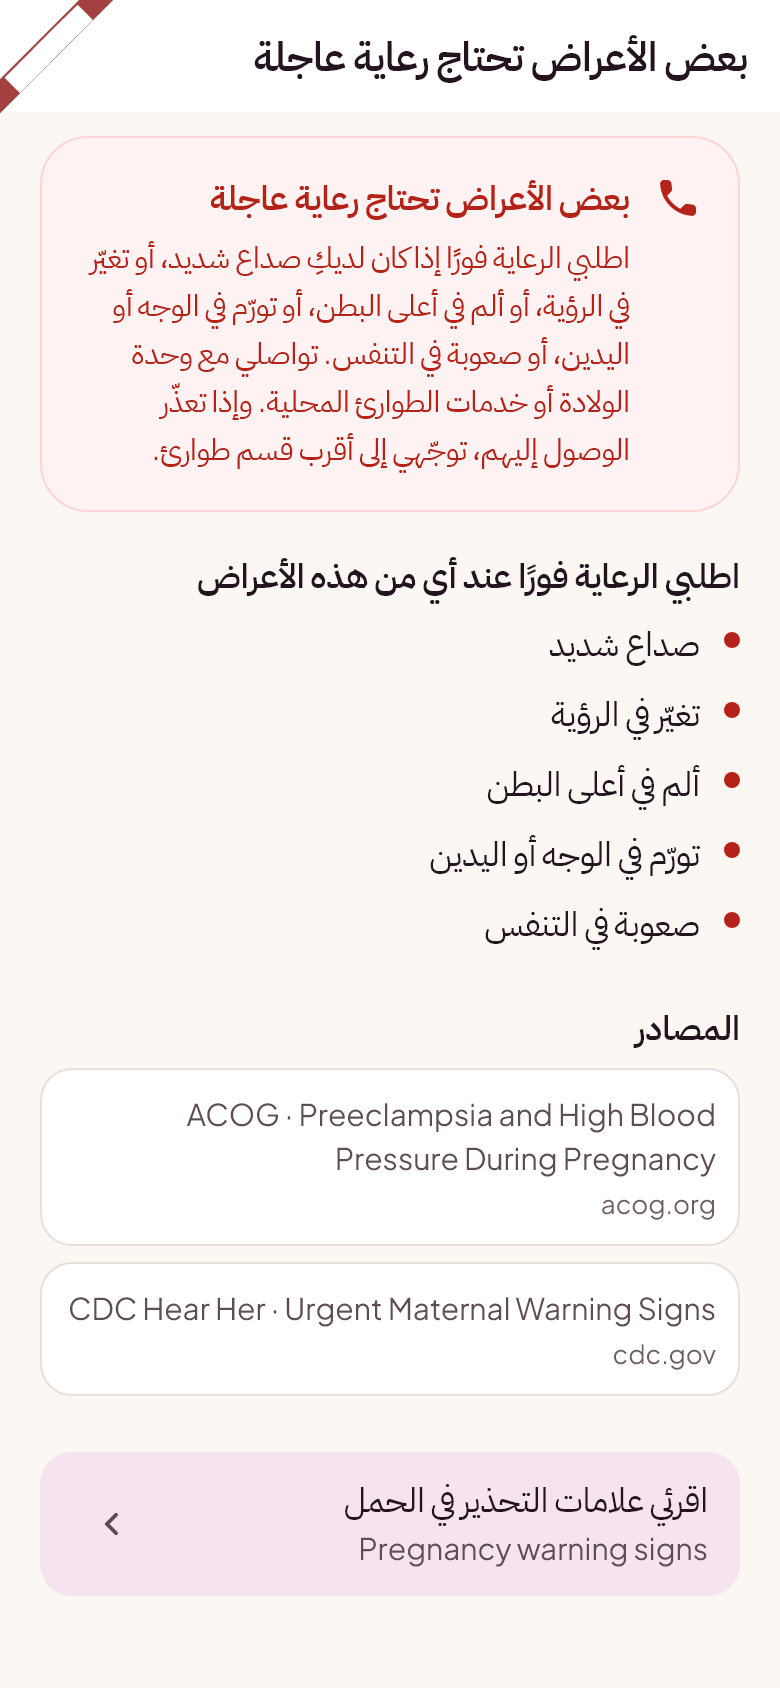 بعض الأعراض تحتاج رعاية عاجلة
بعض الأعراض تحتاج رعاية عاجلة
اطلبي الرعاية فورًا إذا كان لديكِ صداع شديد، أو تغيّر
في الرؤية، أو ألم في أعلى البطن، أو تورّم في الوجه أو
اليدين، أو صعوبة في التنفس. تواصلي مع وحدة
الولادة أو خدمات الطوارئ المحلية. وإذا تعذّر
الوصول إليهم، توجّهي إلى أقرب قسم طوارئ.
اطلبي الرعاية فورًا عند أي من هذه الأعراض
صداع شديد
تغيّر في الرؤية
ألم في أعلى البطن
تورّم في الوجه أو اليدين
صعوبة في التنفس
المصادر
ACOG · Preeclampsia and High Blood
Pressure During Pregnancy
acog.org
CDC Hear Her · Urgent Maternal Warning Signs
cdc.gov
اقرئي علامات التحذير في الحمل
Pregnancy warning signs